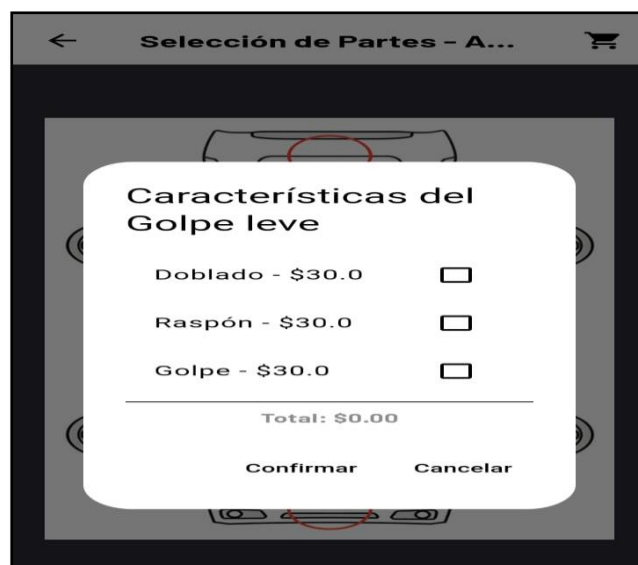 Selección de Partes – A...
Características del
Golpe leve
Doblado - $30.0
Raspón - $30.0
Golpe - $30.0
Total: $0.00
Confirmar Cancelar